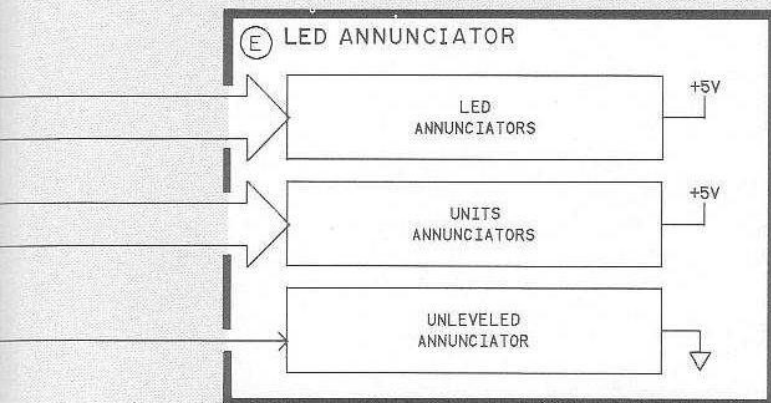 E LED ANNUNCIATOR
+5V
LED
ANNUNCIATORS
+5V
UNITS
ANNUNCIATORS
UNLEVELED
ANNUNCIATOR